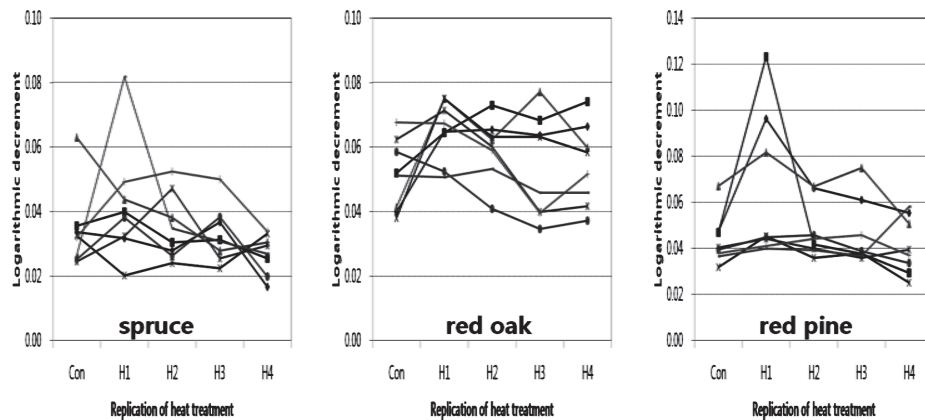 Logarithmic decrement
0.10
0.08
0.06
0.04
0.02
0.00
spruce
Con H1 H2 H3 H4
Replication of heat treatment
Logarithmic decrement
0.10
0.08
0.06
0.04
0.02
0.00
red oak
Con H1 H2 H3 H4
Replication of heat treatment
Logarithmic decrement
0.14
0.12
0.10
0.08
0.06
0.04
0.02
0.00
red pine
Con H1 H2 H3 H4
Replication of heat treatment